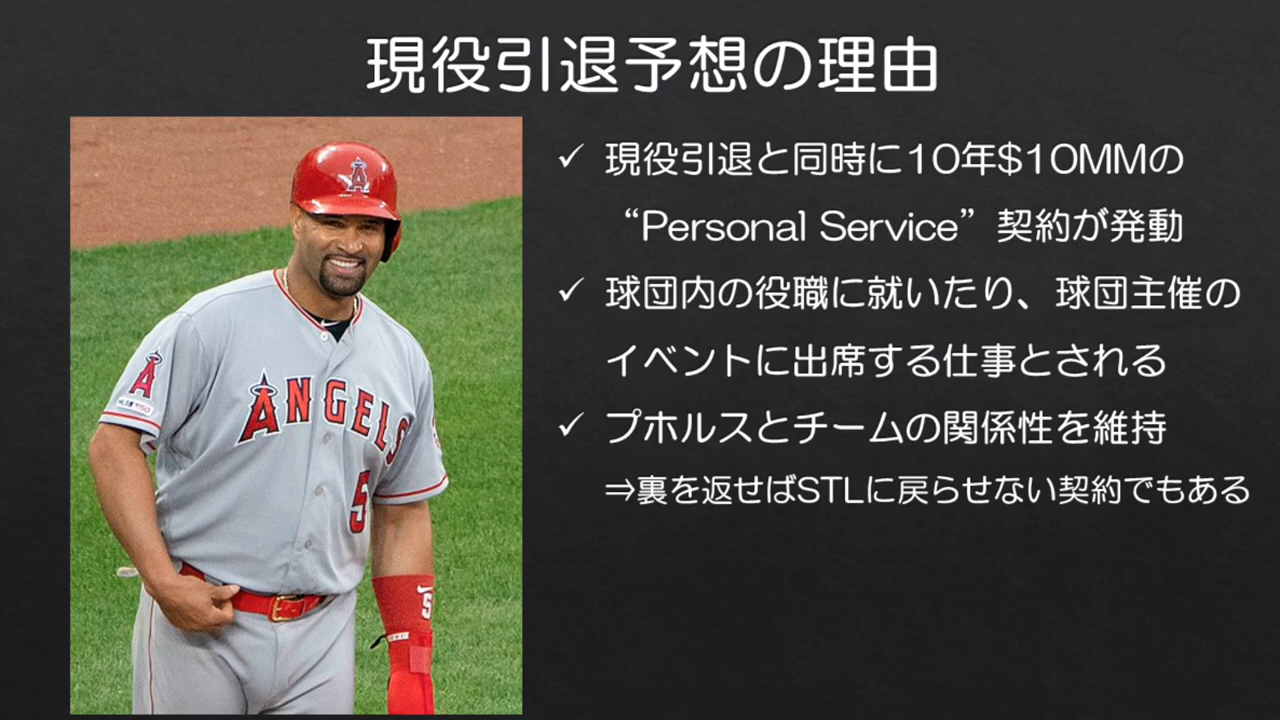 現役引退予想の理由
✓ 現役引退と同時に10年$10MMの
“Personal Service”契約が発動
✓ 球団内の役職に就いたり、球団主催の
イベントに出席する仕事とされる
✓ プホルスとチームの関係性を維持
⇒裏を返せばSTLに戻らせない契約でもある
A
A
ANGELS
5
5